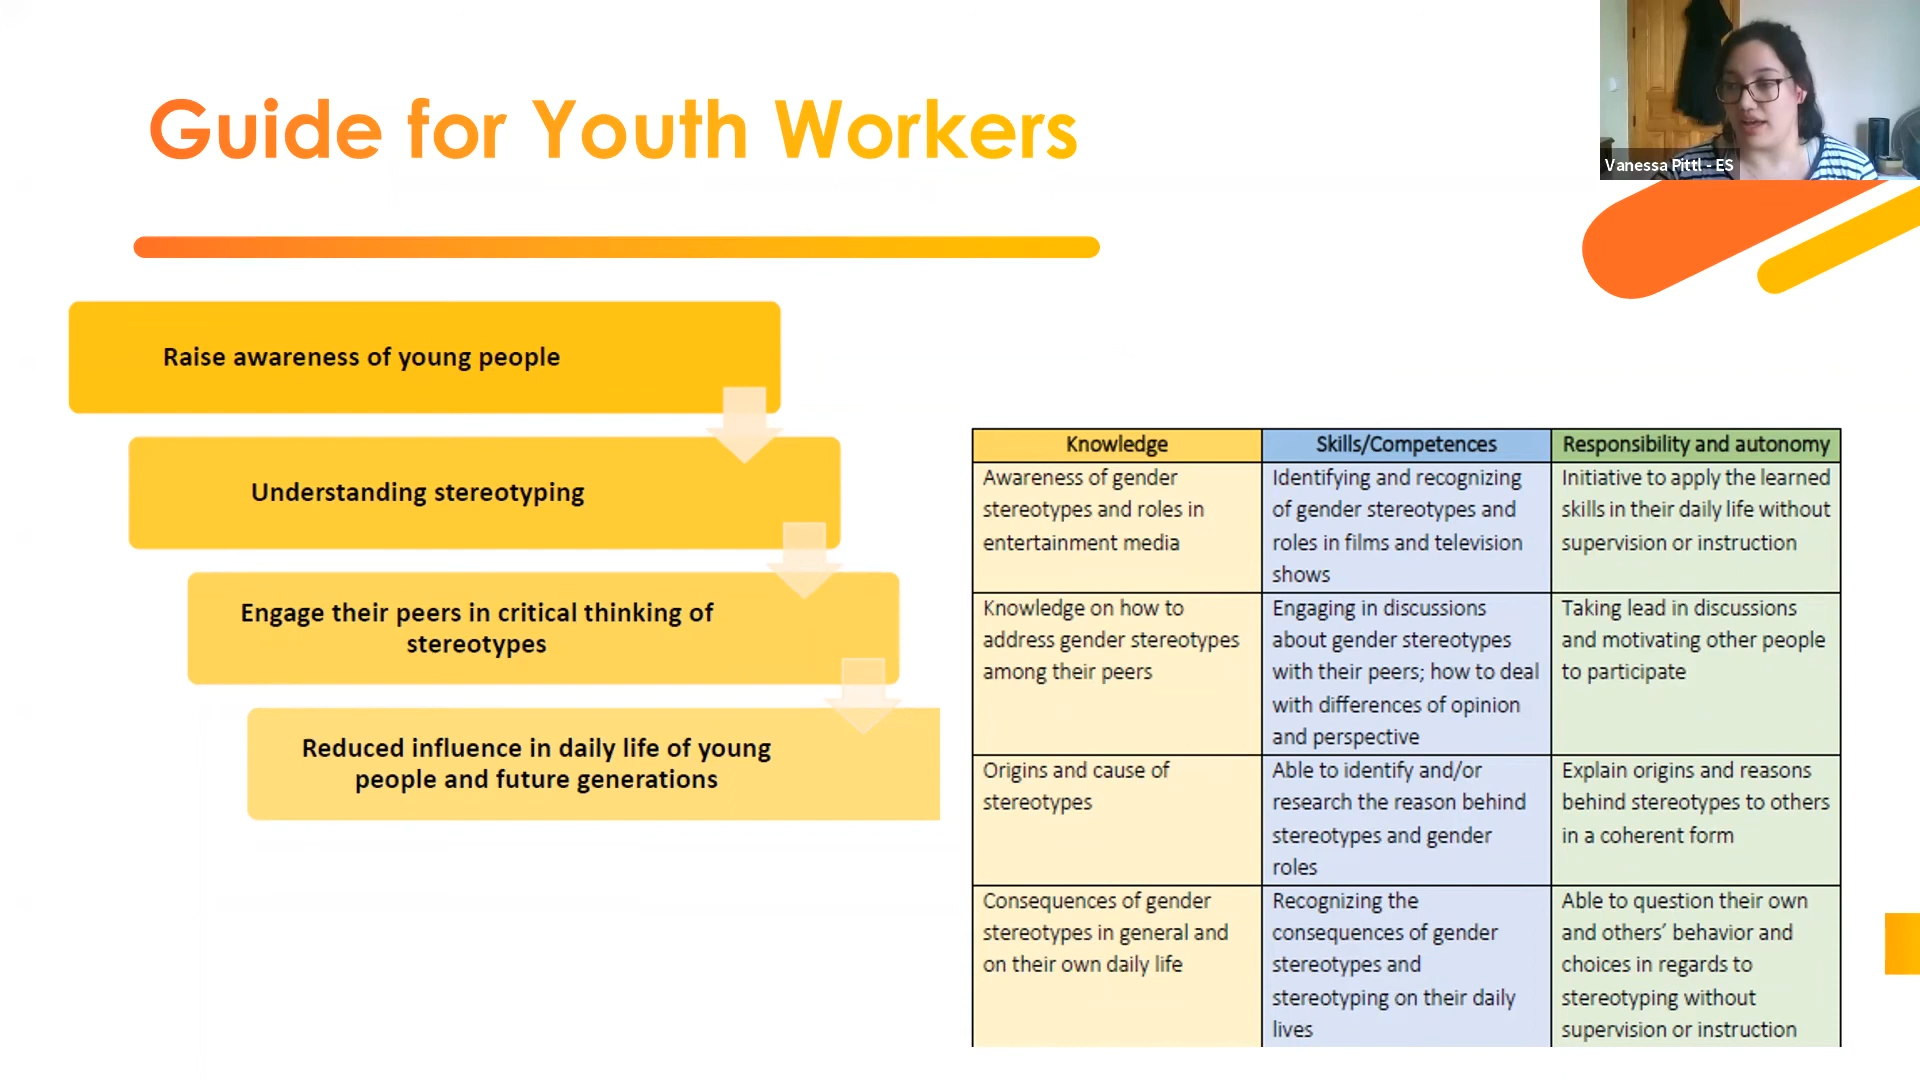 Guide for Youth Workers
Vanessa Pittl - ES
Raise awareness of young people
Understanding stereotyping
Engage their peers in critical thinking of
stereotypes
Reduced influence in daily life of young
people and future generations
Knowledge
Skills/Competences
Responsibility and autonomy
Awareness of gender
stereotypes and roles in
entertainment media
Identifying and recognizing
of gender stereotypes and
roles in films and television
shows
Initiative to apply the learned
skills in their daily life without
supervision or instruction
Knowledge on how to
address gender stereotypes
among their peers
Engaging in discussions
about gender stereotypes
with their peers; how to deal
with differences of opinion
and perspective
Taking lead in discussions
and motivating other people
to participate
Origins and cause of
stereotypes
Able to identify and/or
research the reason behind
stereotypes and gender
roles
Explain origins and reasons
behind stereotypes to others
in a coherent form
Consequences of gender
stereotypes in general and
on their own daily life
Recognizing the
consequences of gender
stereotypes and
stereotyping on their daily
lives
Able to question their own
and others’ behavior and
choices in regards to
stereotyping without
supervision or instruction